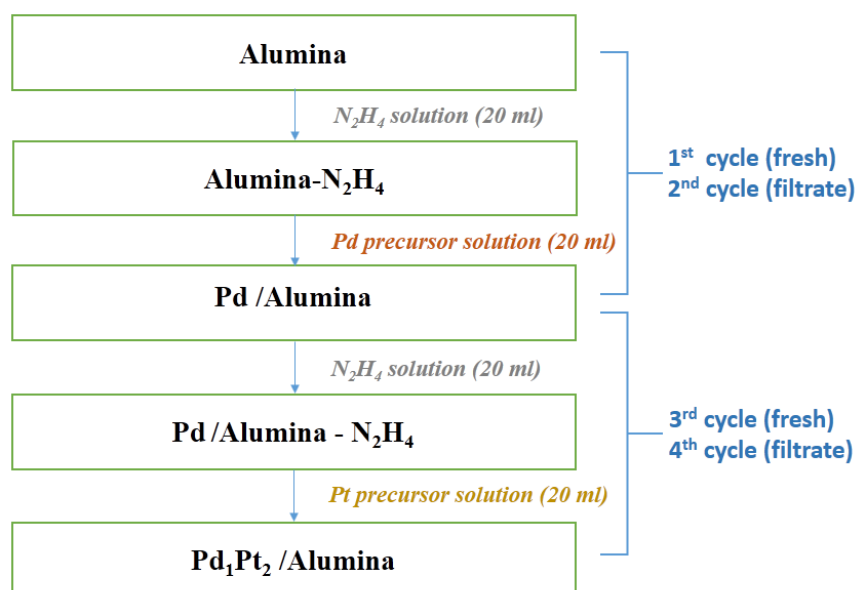 Alumina
N₂H₄ solution (20 ml)
Alumina-N₂H₄
Pd precursor solution (20 ml)
Pd /Alumina
N₂H₄ solution (20 ml)
Pd /Alumina - N₂H₄
Pt precursor solution (20 ml)
Pd₁Pt₂ /Alumina
1ˢᵗ cycle (fresh)
2ⁿᵈ cycle (filtrate)
3ʳᵈ cycle (fresh)
4ᵗʰ cycle (filtrate)